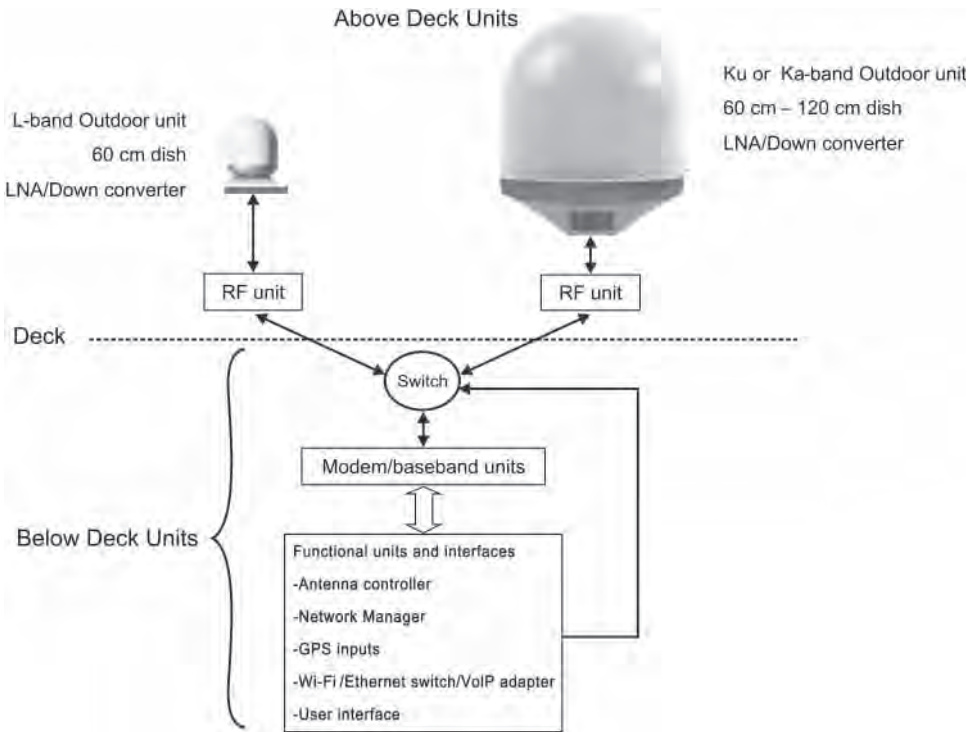 Above Deck Units
L-band Outdoor unit
60 cm dish
LNA/Down converter
Ku or Ka-band Outdoor unit
60 cm – 120 cm dish
LNA/Down converter
RF unit
RF unit
Deck
Switch
Modem/baseband units
Below Deck Units
Functional units and interfaces
-Antenna controller
-Network Manager
-GPS inputs
-Wi-Fi/Ethernet switch/VoIP adapter
-User interface